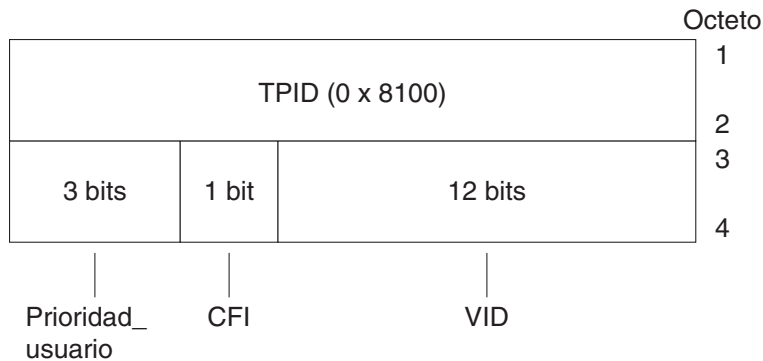 Octeto
1
TPID (0 x 8100)
2
3
3 bits 1 bit 12 bits
4
Prioridad_ CFI VID
usuario